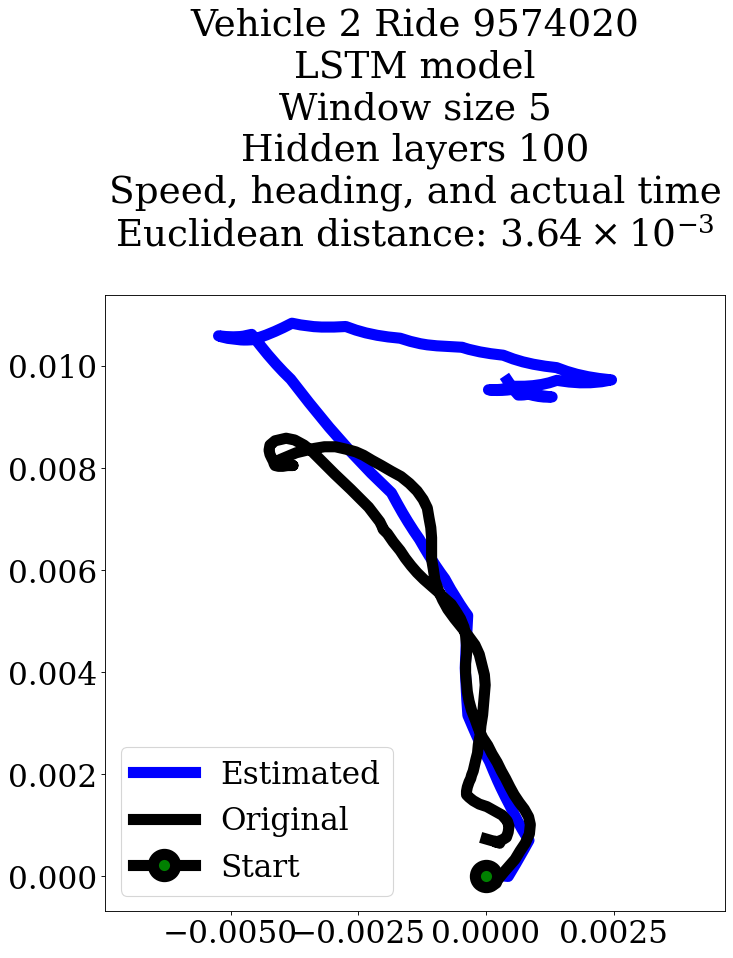 Vehicle 2 Ride 9574020
LSTM model
Window size 5
Hidden layers 100
Speed, heading, and actual time
Euclidean distance: 3.64 × 10⁻³
0.010
0.008
0.006
0.004
0.002
0.000
Estimated
Original
Start
−0.0050 −0.0025 0.0000 0.0025